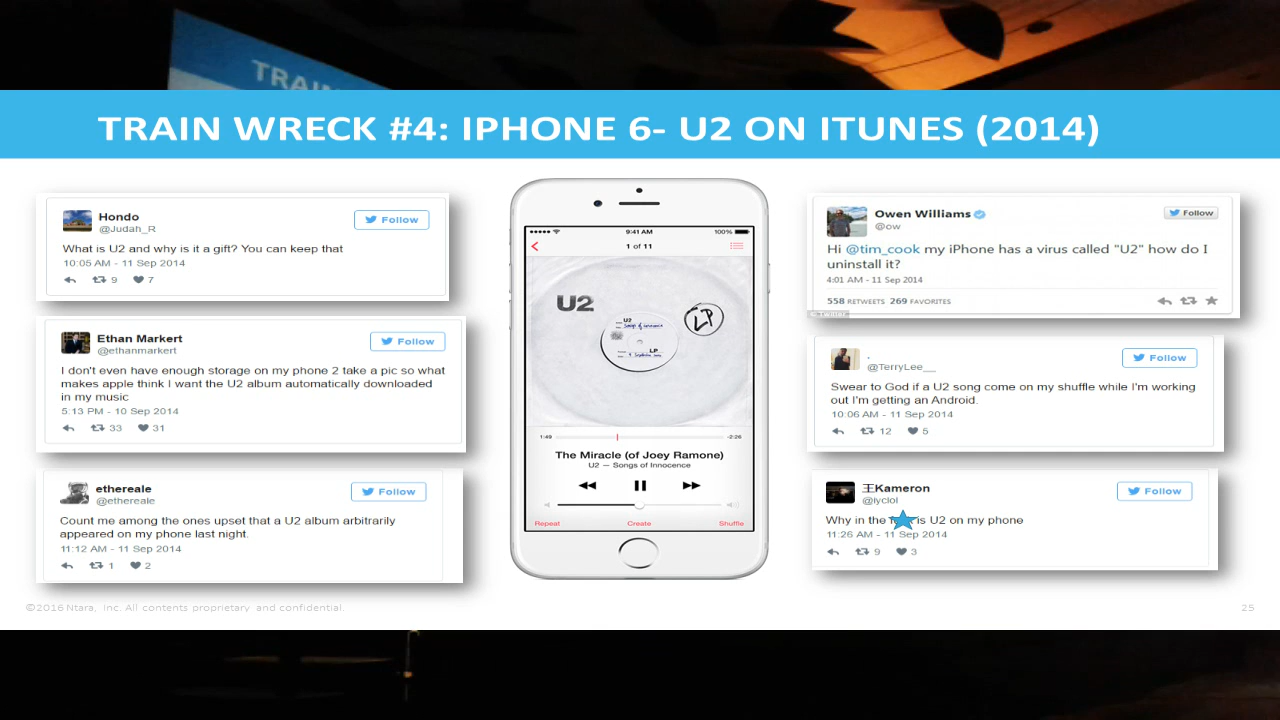 TRAIN
TRAIN WRECK #4: IPHONE 6- U2 ON ITUNES (2014)
Hondo
@Judah_R
Follow
What is U2 and why is it a gift? You can keep that
10:05 AM - 11 Sep 2014
9 7
Ethan Markert
@ethanmarkert
Follow
I don't even have enough storage on my phone 2 take a pic so what
makes apple think I want the U2 album automatically downloaded
in my music
5:13 PM - 10 Sep 2014
33 31
ethereale
@ethereale
Follow
Count me among the ones upset that a U2 album arbitrarily
appeared on my phone last night.
11:12 AM - 11 Sep 2014
1 2
9:41 AM 100%
1 of 11
U2
LP
U2
Songs of Innocence
LP
1:49 -2:26
The Miracle (of Joey Ramone)
U2 — Songs of Innocence
Repeat Create Shuffle
Owen Williams
@ow
Follow
Hi @tim_cook my iPhone has a virus called "U2" how do I
uninstall it?
4:01 AM - 11 Sep 2014
558 RETWEETS 269 FAVORITES
© Twitter
.
@TerryLee__
Follow
Swear to God if a U2 song come on my shuffle while I'm working
out I'm getting an Android.
10:06 AM - 11 Sep 2014
12 5
王Kameron
@lyclol
Follow
Why in the is U2 on my phone
11:26 AM - 11 Sep 2014
9 3
©2016 Ntara, Inc. All contents proprietary and confidential.
25